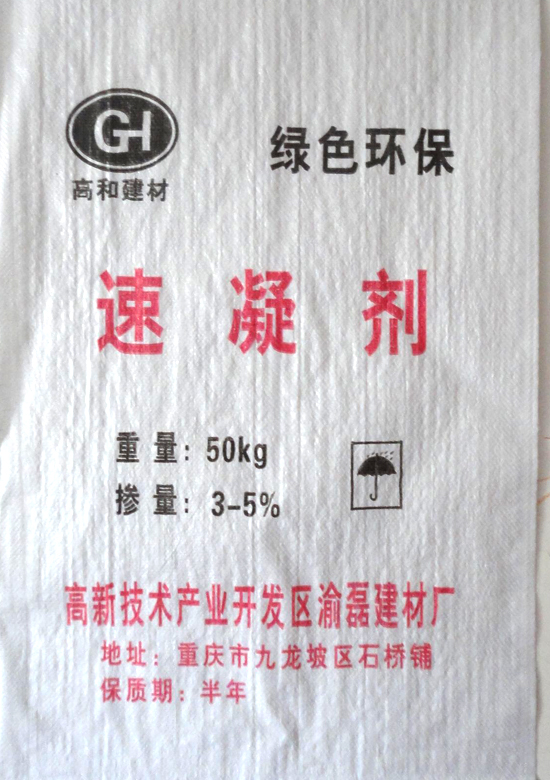 GH
高和建材
绿色环保
速凝剂
重量：50kg
掺量：3-5%
高新技术产业开发区渝磊建材厂
地址：重庆市九龙坡区石桥铺
保质期：半年